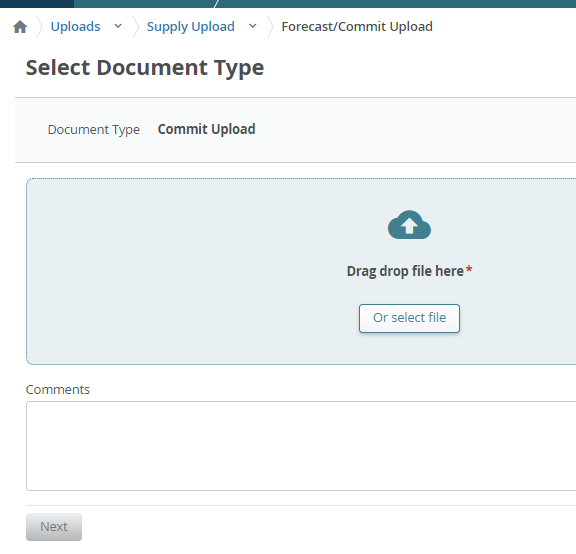 Uploads Supply Upload Forecast/Commit Upload
Select Document Type
Document Type Commit Upload
Drag drop file here*
Or select file
Comments
Next